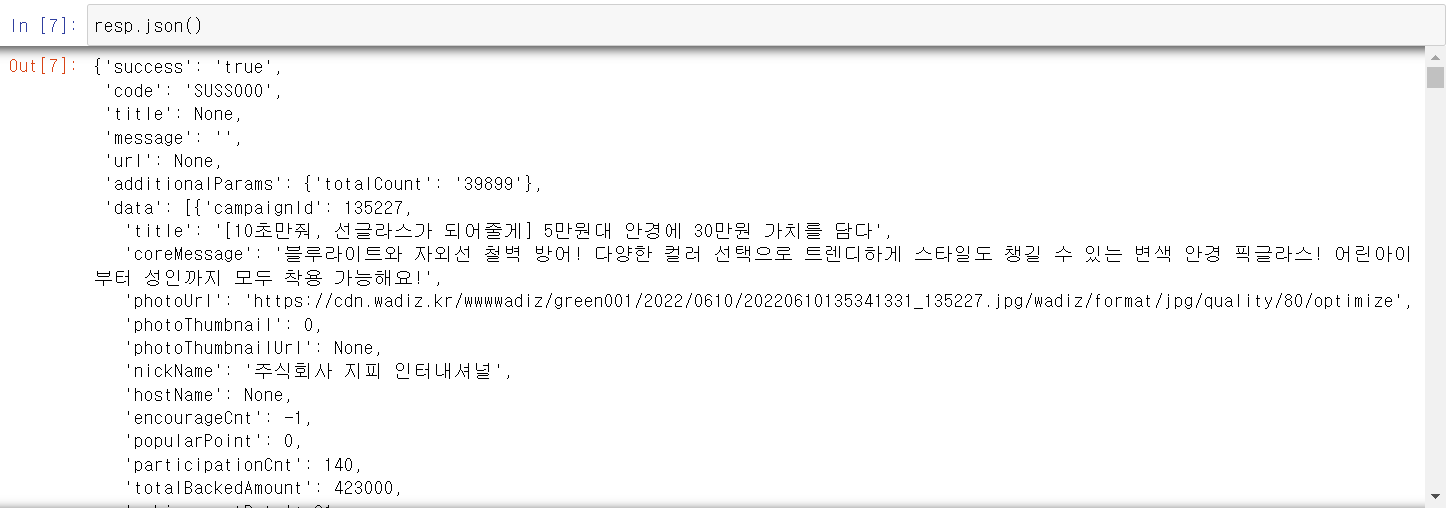 In [7]: resp.json()
Out[7]: {'success': 'true',
'code': 'SUSS000',
'title': None,
'message': '',
'url': None,
'additionalParams': {'totalCount': '39899'},
'data': [{'campaignId': 135227,
'title': '[10초만줘, 선글라스가 되어줄게] 5만원대 안경에 30만원 가치를 담다',
'coreMessage': '블루라이트와 자외선 철벽 방어! 다양한 컬러 선택으로 트렌디하게 스타일도 챙길 수 있는 변색 안경 픽글라스! 어린아이
부터 성인까지 모두 착용 가능해요!',
'photoUrl': 'https://cdn.wadiz.kr/wwwwadiz/green001/2022/0610/20220610135341331_135227.jpg/wadiz/format/jpg/quality/80/optimize',
'photoThumbnail': 0,
'photoThumbnailUrl': None,
'nickName': '주식회사 지피 인터내셔널',
'hostName': None,
'encourageCnt': -1,
'popularPoint': 0,
'participationCnt': 140,
'totalBackedAmount': 423000,